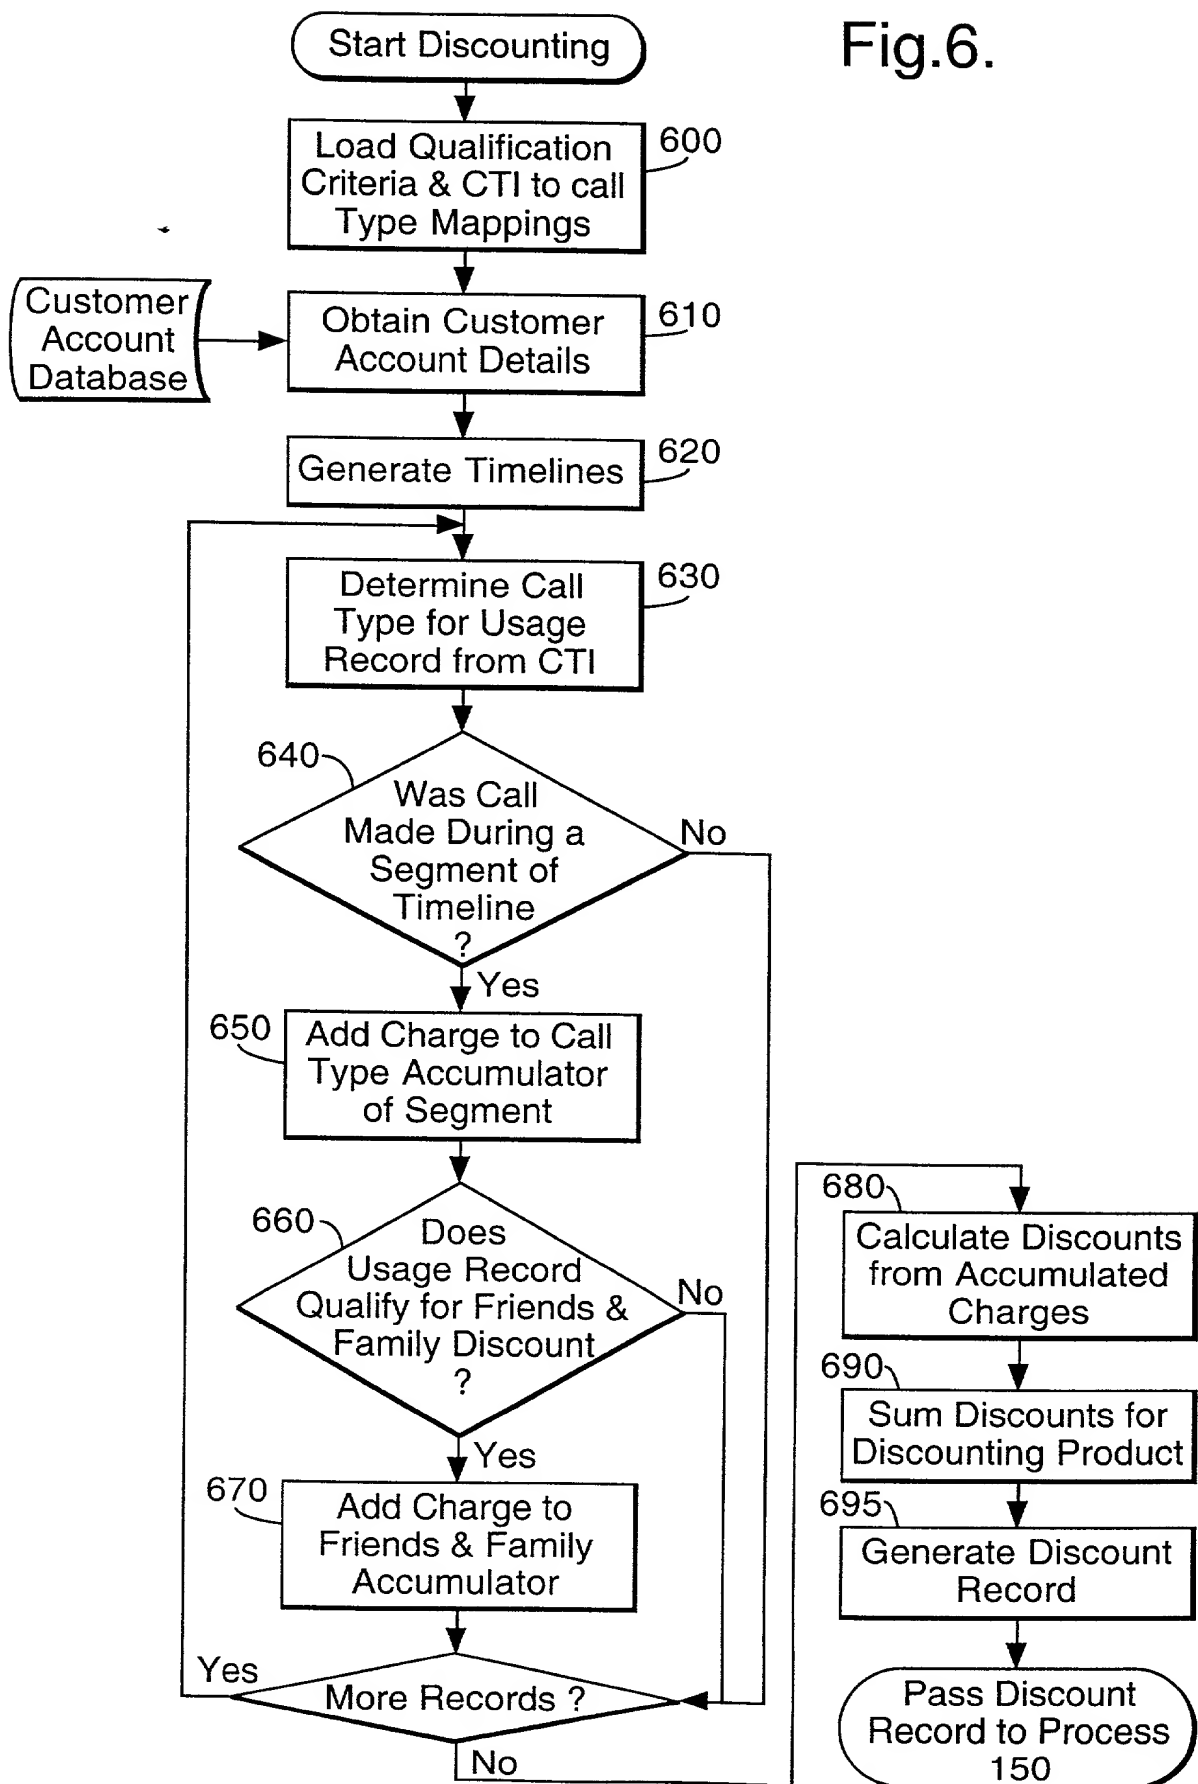 Fig.6.
Start Discounting
Load Qualification
Criteria & CTI to call
Type Mappings
600
Customer
Account
Database
Obtain Customer
Account Details
610
Generate Timelines
620
Determine Call
Type for Usage
Record from CTI
630
640
Was Call
Made During a
Segment of
Timeline
?
No
Yes
650
Add Charge to Call
Type Accumulator
of Segment
660
Does
Usage Record
Qualify for Friends &
Family Discount
?
No
Yes
670
Add Charge to
Friends & Family
Accumulator
Yes
More Records ?
No
680
Calculate Discounts
from Accumulated
Charges
690
Sum Discounts for
Discounting Product
695
Generate Discount
Record
Pass Discount
Record to Process
150